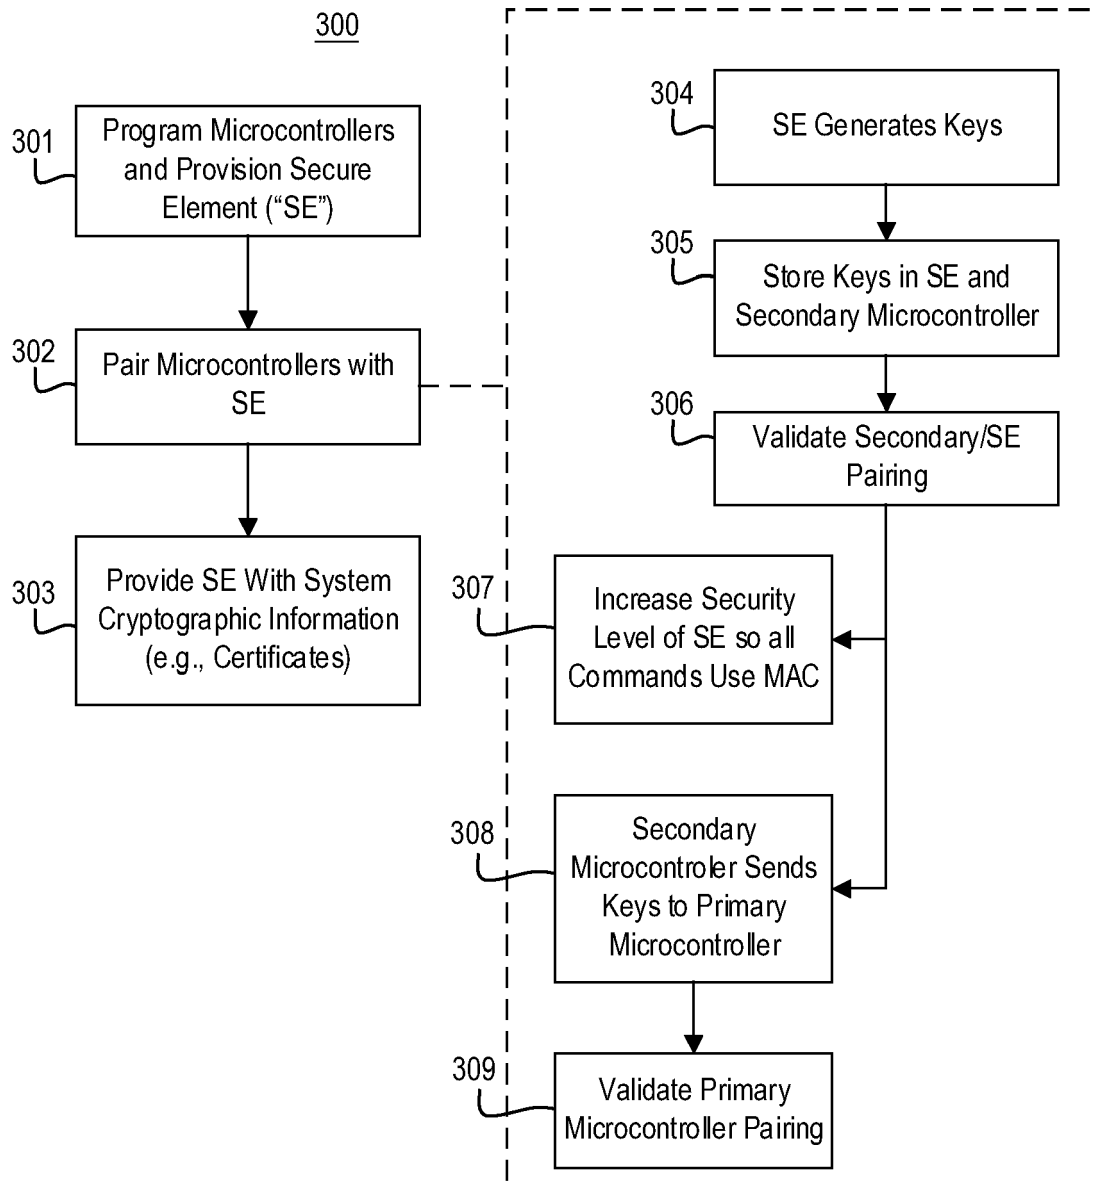 300
301
Program Microcontrollers
and Provision Secure
Element (“SE”)
302
Pair Microcontrollers with
SE
303
Provide SE With System
Cryptographic Information
(e.g., Certificates)
304
SE Generates Keys
305
Store Keys in SE and
Secondary Microcontroller
306
Validate Secondary/SE
Pairing
307
Increase Security
Level of SE so all
Commands Use MAC
308
Secondary
Microcontroler Sends
Keys to Primary
Microcontroller
309
Validate Primary
Microcontroller Pairing